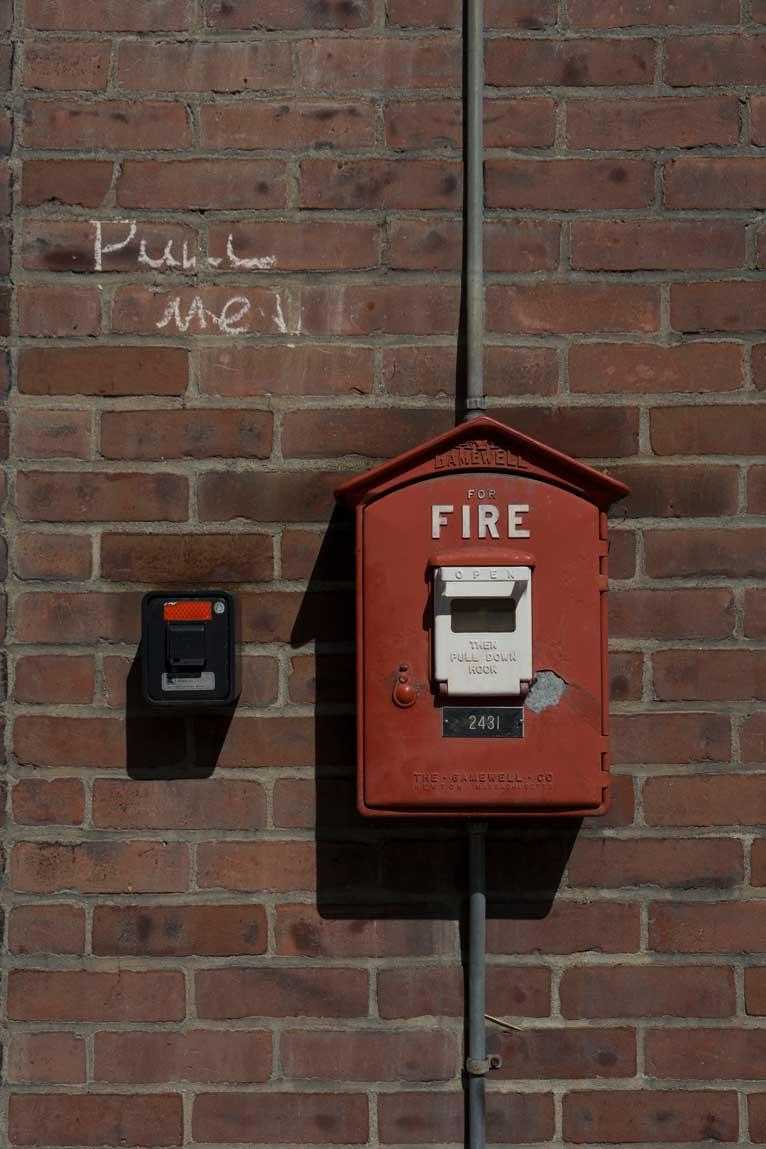 Pull
me!
GAMEWELL
FOR
FIRE
OPEN
THEN
PULL DOWN
HOOK
2431
THE • GAMEWELL • CO
NEWTON MASSACHUSETTS